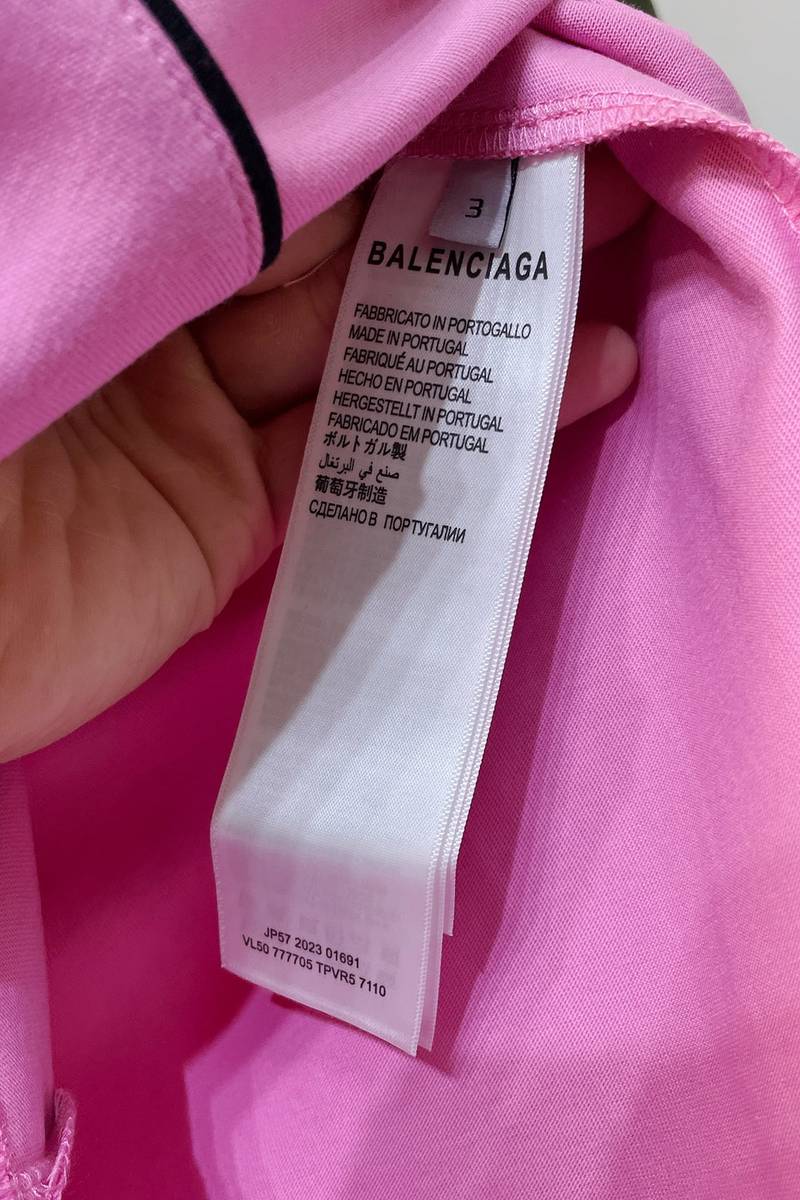 3
BALENCIAGA
FABBRICATO IN PORTOGALLO
MADE IN PORTUGAL
FABRIQUÉ AU PORTUGAL
HECHO EN PORTUGAL
HERGESTELLT IN PORTUGAL
FABRICADO EM PORTUGAL
ポルトガル製
صنع في البرتغال
葡萄牙制造
СДЕЛАНО В ПОРТУГАЛИИ
JP57 2023 01691
VL50 777705 TPVR5 7110